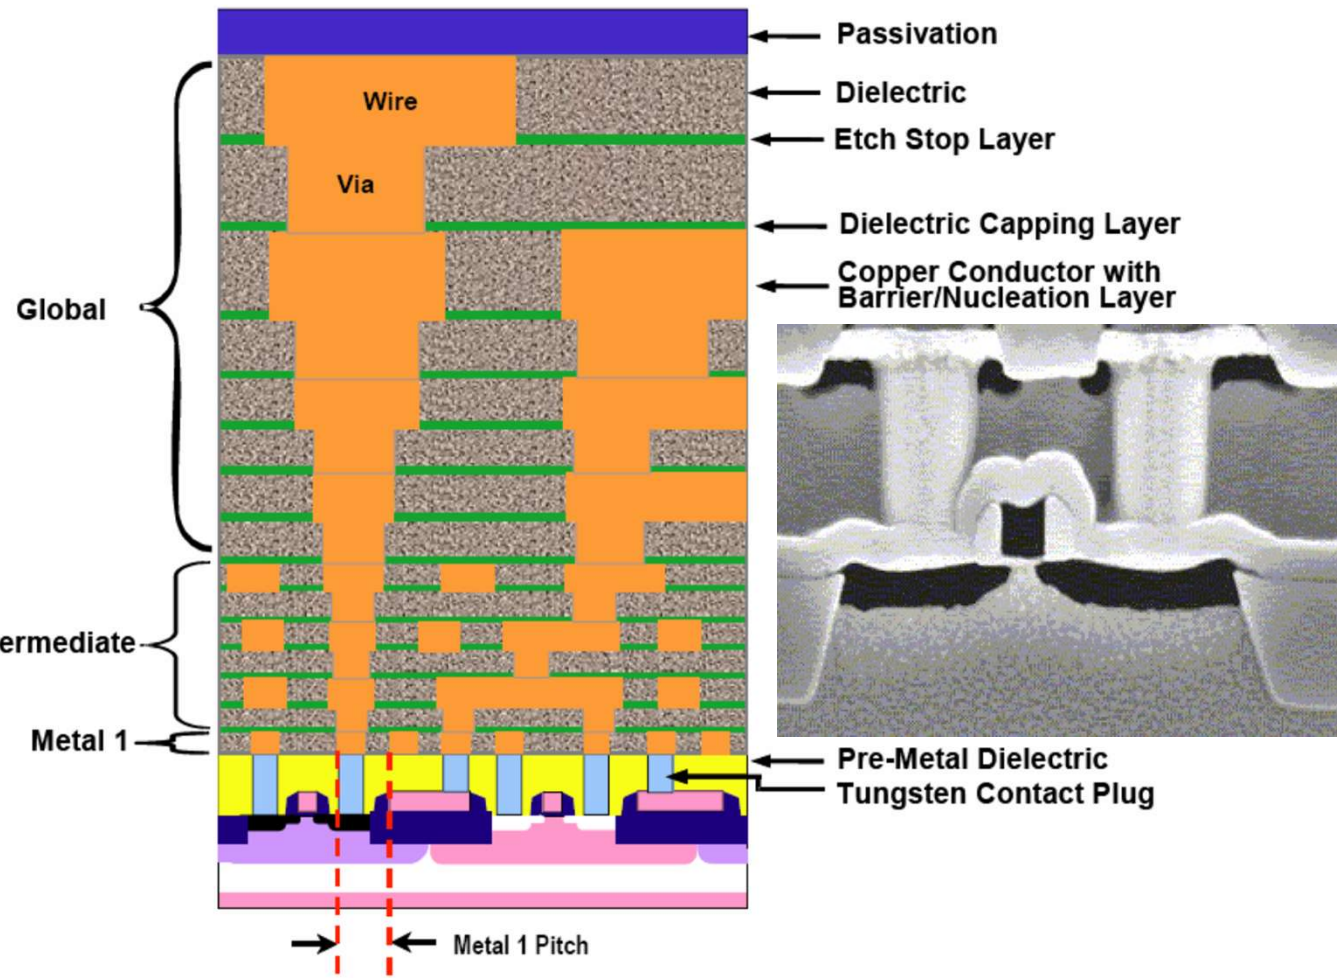 Passivation
Wire
Dielectric
Etch Stop Layer
Via
Dielectric Capping Layer
Copper Conductor with
Barrier/Nucleation Layer
Global
ermediate
Metal 1
Pre-Metal Dielectric
Tungsten Contact Plug
Metal 1 Pitch